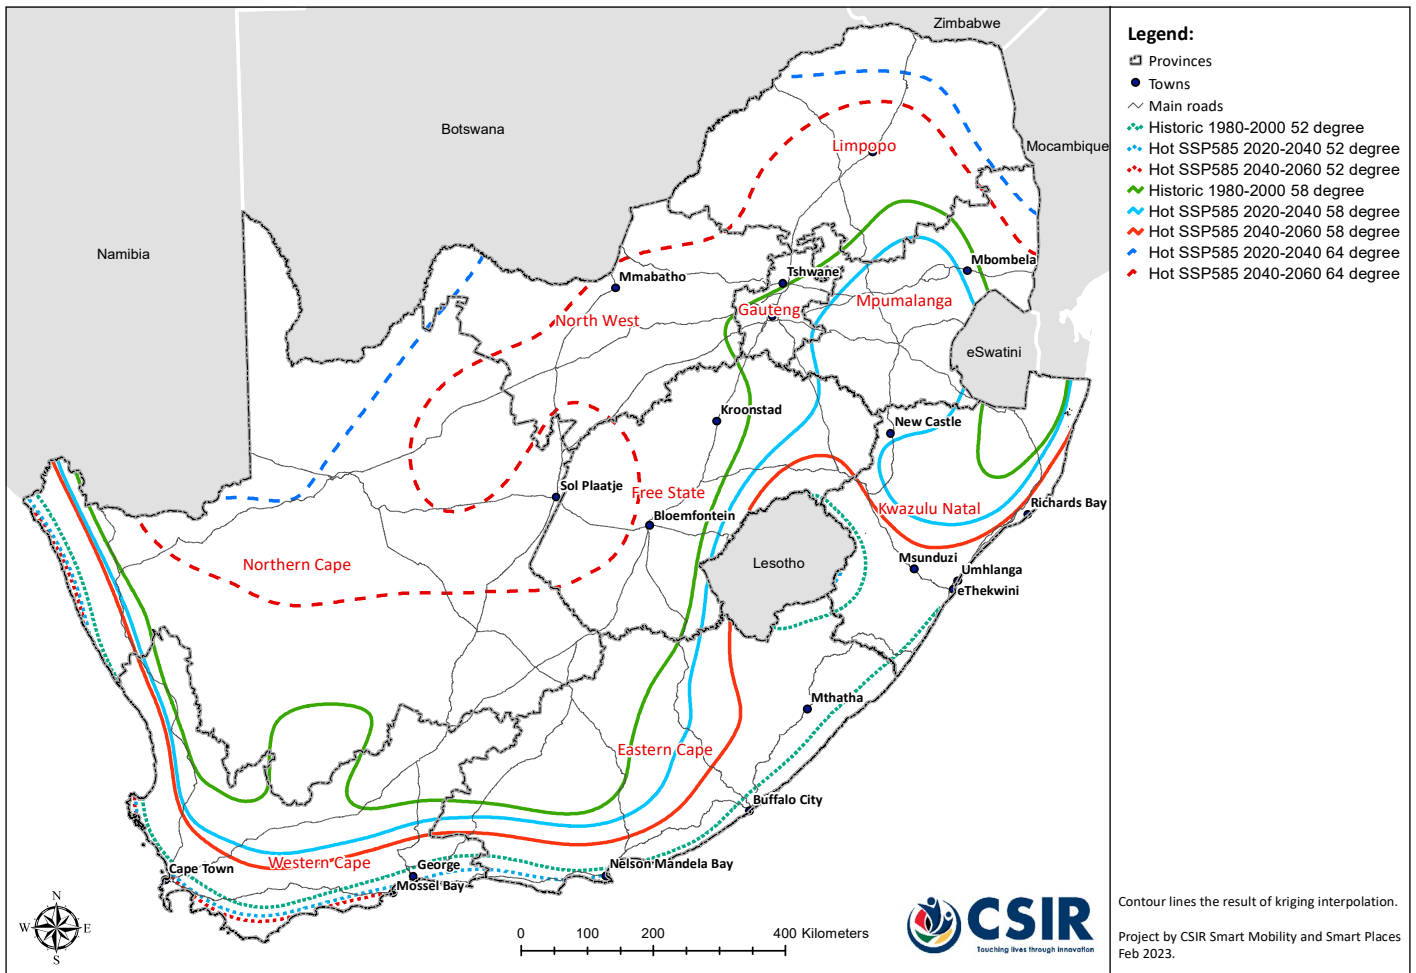 Zimbabwe
Botswana
Mocambique
Limpopo
Namibia
Mmabatho
Tshwane
Mbombela
North West
Gauteng
Mpumalanga
eSwatini
Kroonstad
New Castle
Sol Plaatje
Free State
Bloemfontein
Kwazulu Natal
Richards Bay
Northern Cape
Lesotho
Msunduzi
Umhlanga
eThekwini
Mthatha
Eastern Cape
Buffalo City
Western Cape
Cape Town
George
Nelson Mandela Bay
Mossel Bay
N
W E
S
0 100 200 400 Kilometers
CSIR
Touching lives through innovation
Legend:
Provinces
Towns
Main roads
Historic 1980-2000 52 degree
Hot SSP585 2020-2040 52 degree
Hot SSP585 2040-2060 52 degree
Historic 1980-2000 58 degree
Hot SSP585 2020-2040 58 degree
Hot SSP585 2040-2060 58 degree
Hot SSP585 2020-2040 64 degree
Hot SSP585 2040-2060 64 degree
Contour lines the result of kriging interpolation.
Project by CSIR Smart Mobility and Smart Places
Feb 2023.